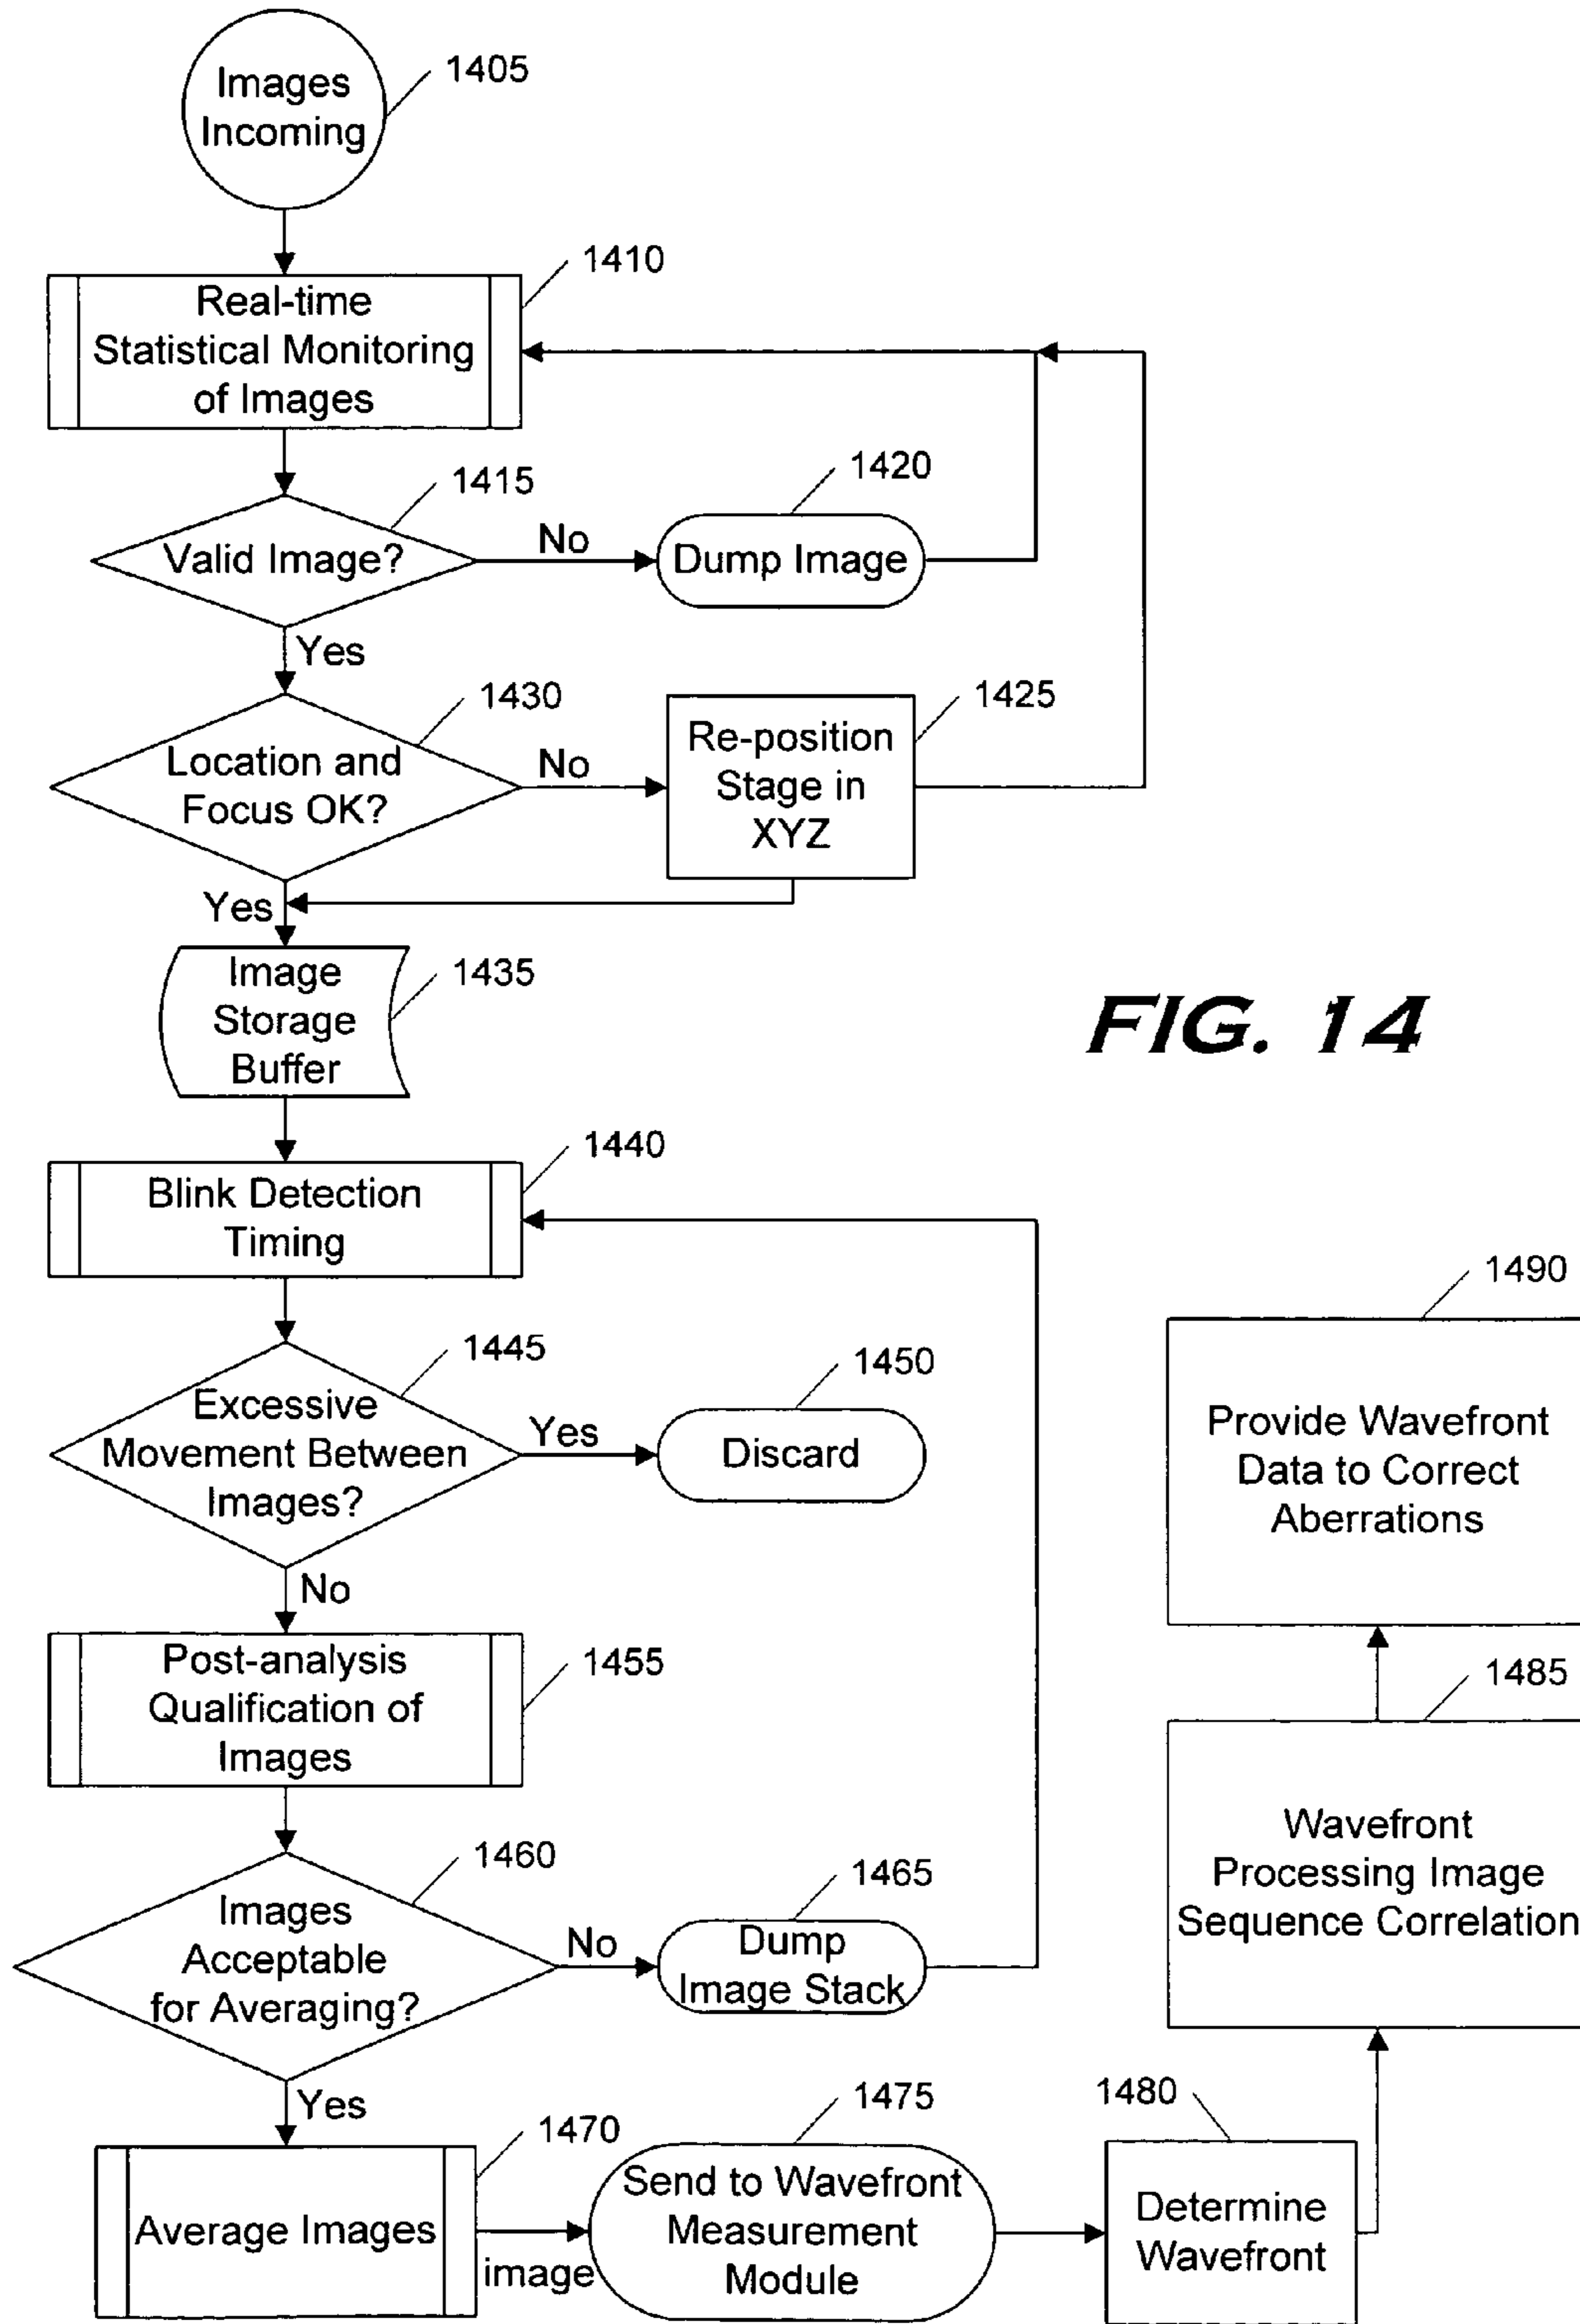 Images
Incoming
1405
1410
Real-time
Statistical Monitoring
of Images
1415
Valid Image?
No
1420
Dump Image
Yes
1430
Location and
Focus OK?
No
1425
Re-position
Stage in
XYZ
Yes
Image
Storage
Buffer
1435
FIG. 14
1440
Blink Detection
Timing
1445
Excessive
Movement Between
Images?
Yes
1450
Discard
No
Post-analysis
Qualification of
Images
1455
1460
Images
Acceptable
for Averaging?
No
1465
Dump
Image Stack
Yes
1470
Average Images
image
1475
Send to Wavefront
Measurement
Module
1480
Determine
Wavefront
1485
Wavefront
Processing Image
Sequence Correlation
1490
Provide Wavefront
Data to Correct
Aberrations